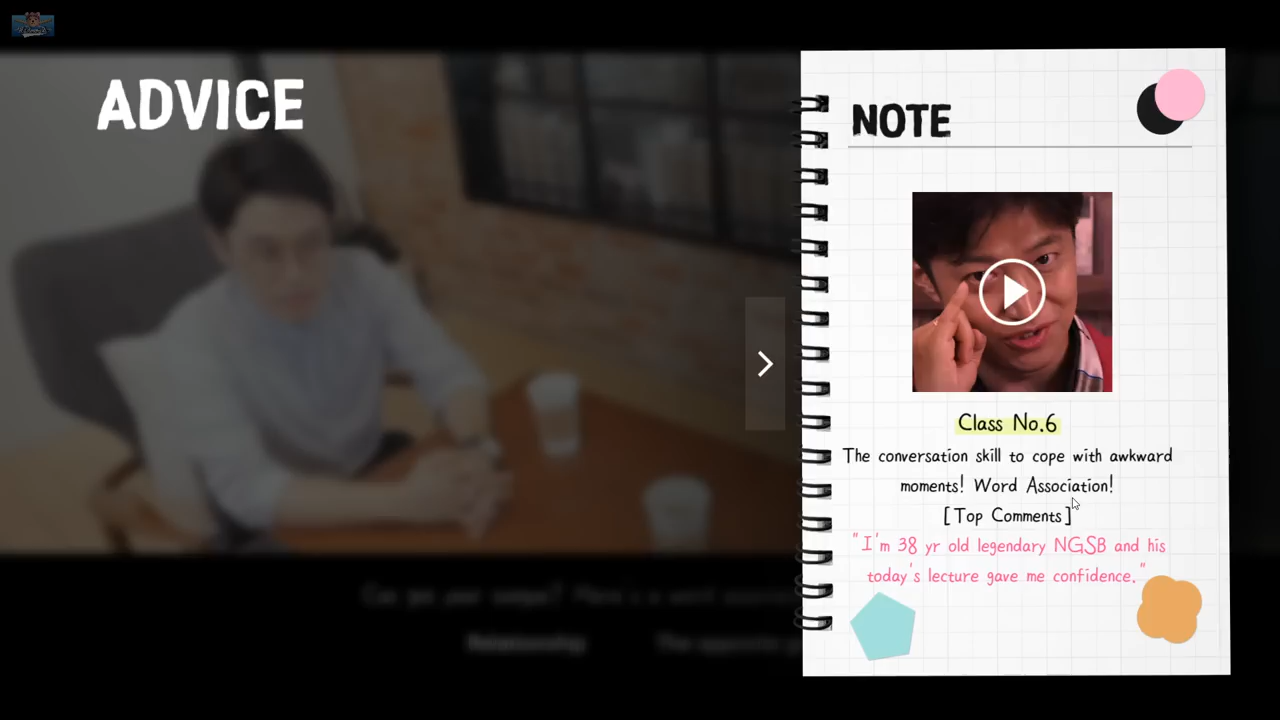 ADVICE
NOTE
Class No.6
The conversation skill to cope with awkward
moments! Word Association!
[Top Comments]
"I'm 38 yr old legendary NGSB and his
today's lecture gave me confidence."
Relationship